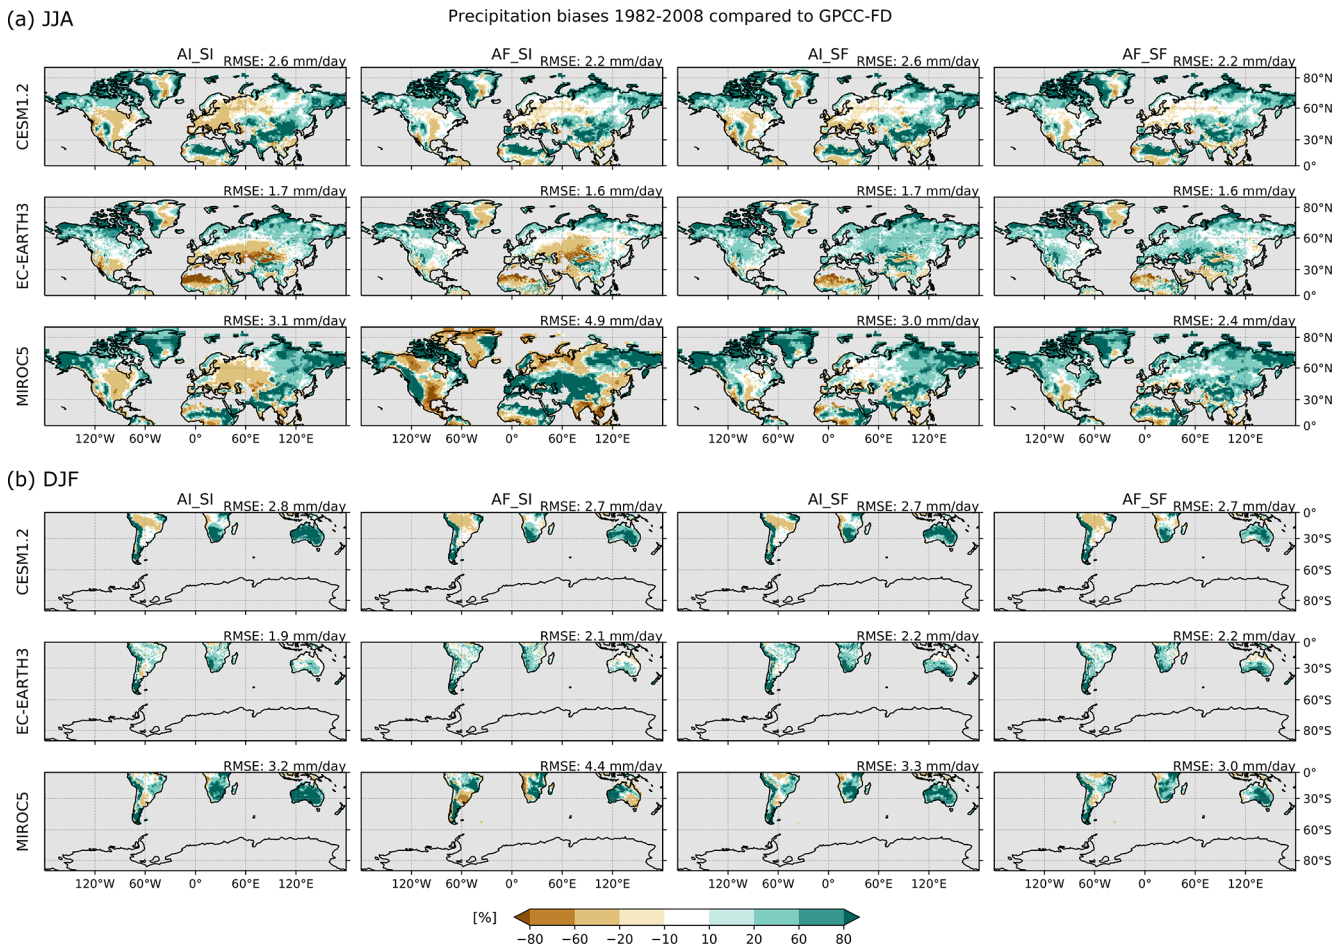 Precipitation biases 1982-2008 compared to GPCC-FD
(a) JJA
AI_SI
AF_SI
AI_SF
AF_SF
RMSE: 2.6 mm/day
RMSE: 2.2 mm/day
RMSE: 2.6 mm/day
RMSE: 2.2 mm/day
CESM1.2
80°N
60°N
30°N
0°
RMSE: 1.7 mm/day
RMSE: 1.6 mm/day
RMSE: 1.7 mm/day
RMSE: 1.6 mm/day
EC-EARTH3
80°N
60°N
30°N
0°
RMSE: 3.1 mm/day
RMSE: 4.9 mm/day
RMSE: 3.0 mm/day
RMSE: 2.4 mm/day
MIROC5
80°N
60°N
30°N
0°
120°W 60°W 0° 60°E 120°E
120°W 60°W 0° 60°E 120°E
120°W 60°W 0° 60°E 120°E
120°W 60°W 0° 60°E 120°E
(b) DJF
AI_SI
AF_SI
AI_SF
AF_SF
RMSE: 2.8 mm/day
RMSE: 2.7 mm/day
RMSE: 2.7 mm/day
RMSE: 2.7 mm/day
CESM1.2
0°
30°S
60°S
80°S
RMSE: 1.9 mm/day
RMSE: 2.1 mm/day
RMSE: 2.2 mm/day
RMSE: 2.2 mm/day
EC-EARTH3
0°
30°S
60°S
80°S
RMSE: 3.2 mm/day
RMSE: 4.4 mm/day
RMSE: 3.3 mm/day
RMSE: 3.0 mm/day
MIROC5
0°
30°S
60°S
80°S
120°W 60°W 0° 60°E 120°E
120°W 60°W 0° 60°E 120°E
120°W 60°W 0° 60°E 120°E
120°W 60°W 0° 60°E 120°E
[%]
−80 −60 −20 −10 10 20 60 80